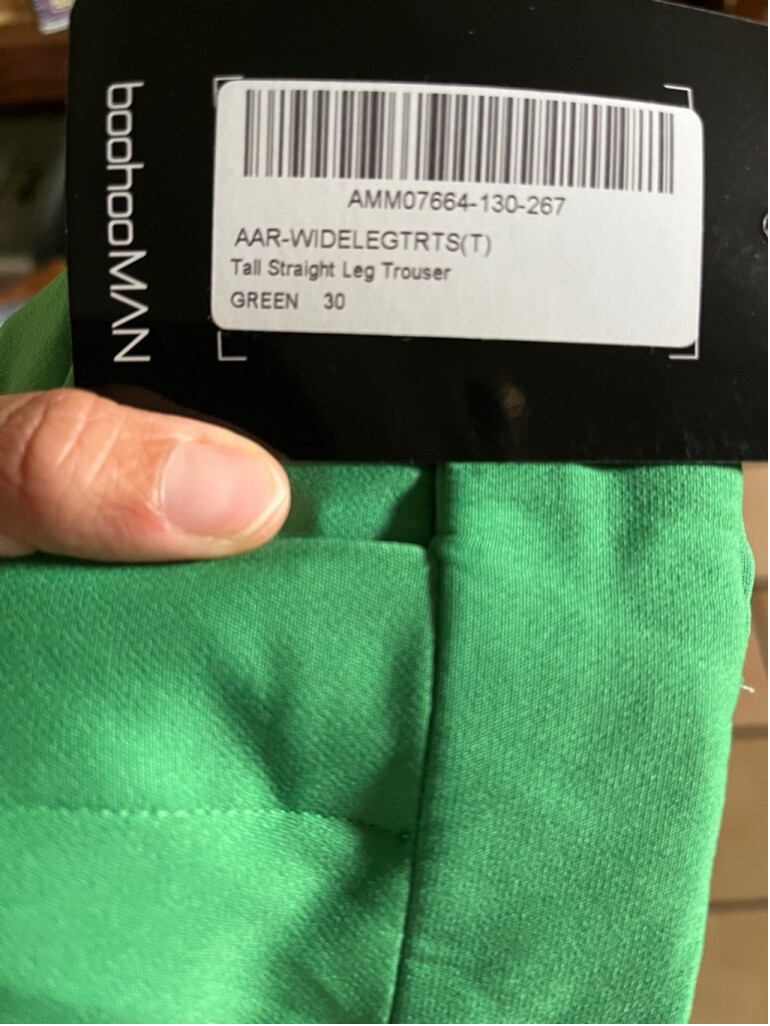 boohooMAN
AMM07664-130-267
AAR-WIDELEGTRTS(T)
Tall Straight Leg Trouser
GREEN 30